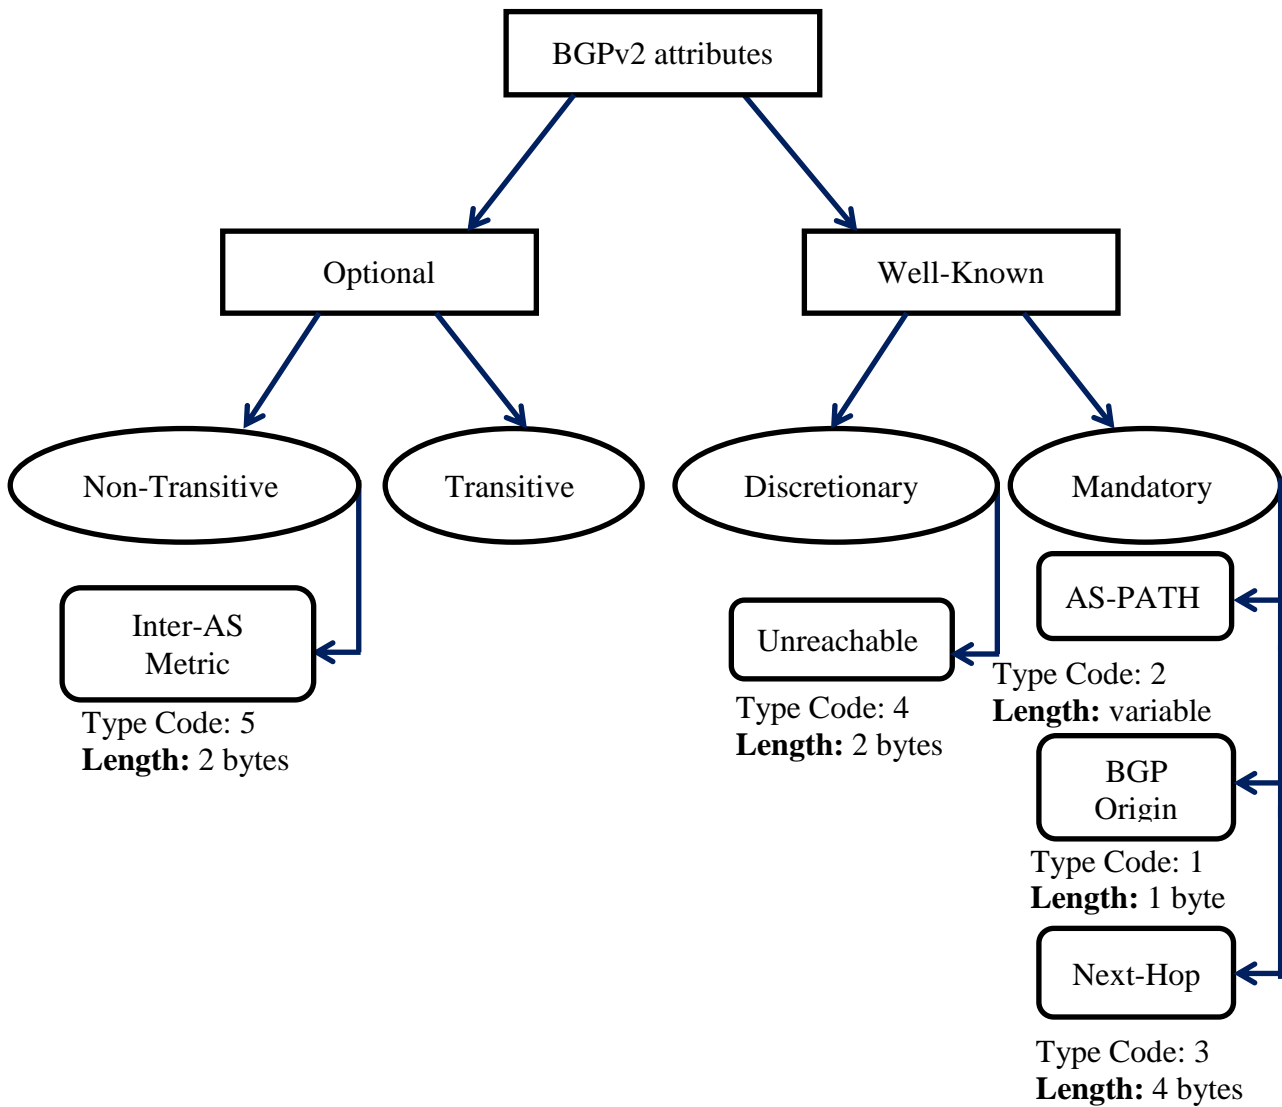 BGPv2 attributes
Optional
Well-Known
Non-Transitive
Transitive
Discretionary
Mandatory
Inter-AS
Metric
Type Code: 5
Length: 2 bytes
Unreachable
Type Code: 4
Length: 2 bytes
AS-PATH
Type Code: 2
Length: variable
BGP
Origin
Type Code: 1
Length: 1 byte
Next-Hop
Type Code: 3
Length: 4 bytes